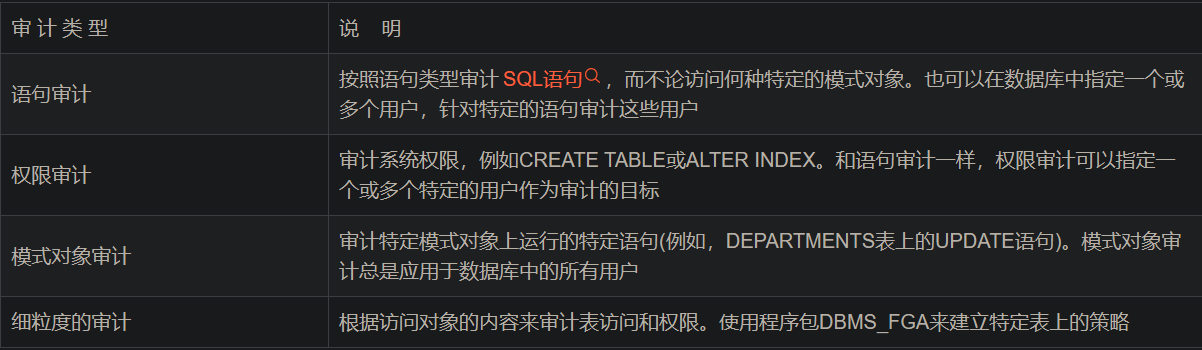 审 计 类 型
说 明
语句审计
按照语句类型审计 SQL语句，而不论访问何种特定的模式对象。也可以在数据库中指定一个或
多个用户，针对特定的语句审计这些用户
权限审计
审计系统权限，例如CREATE TABLE或ALTER INDEX。和语句审计一样，权限审计可以指定一
个或多个特定的用户作为审计的目标
模式对象审计
审计特定模式对象上运行的特定语句(例如，DEPARTMENTS表上的UPDATE语句)。模式对象审
计总是应用于数据库中的所有用户
细粒度的审计
根据访问对象的内容来审计表访问和权限。使用程序包DBMS_FGA来建立特定表上的策略